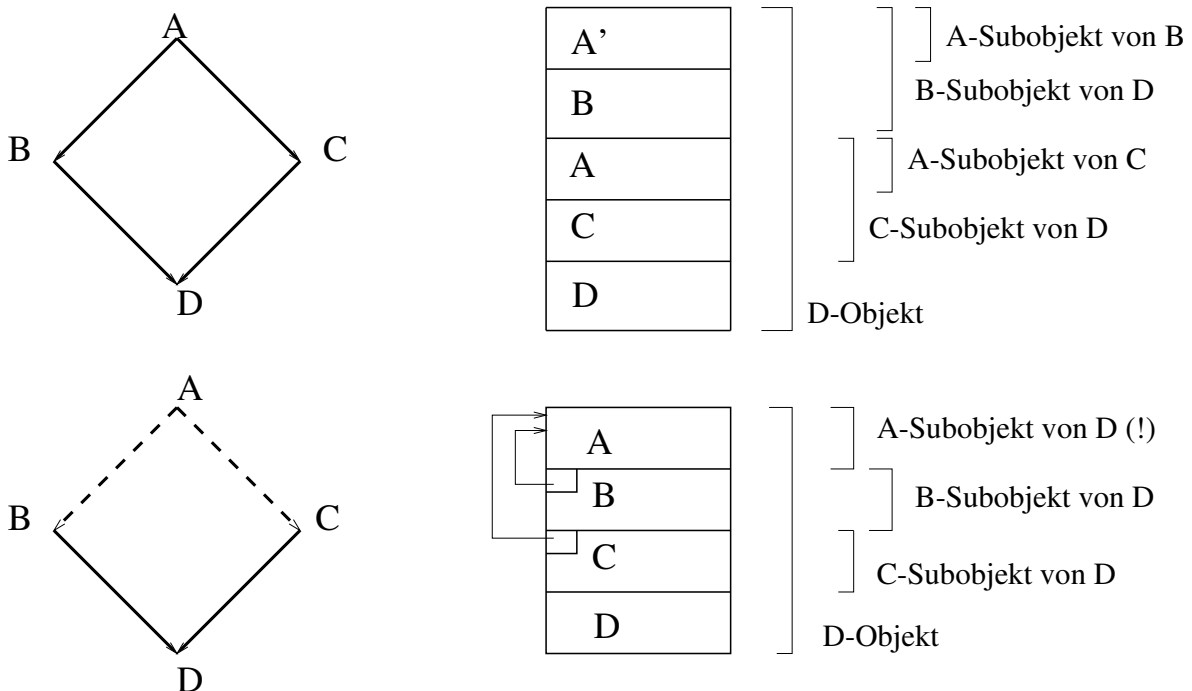 A
B
C
D
A’
B
A
C
D
A-Subobjekt von B
B-Subobjekt von D
A-Subobjekt von C
C-Subobjekt von D
D-Objekt
A
B
C
D
A
B
C
D
A-Subobjekt von D (!)
B-Subobjekt von D
C-Subobjekt von D
D-Objekt